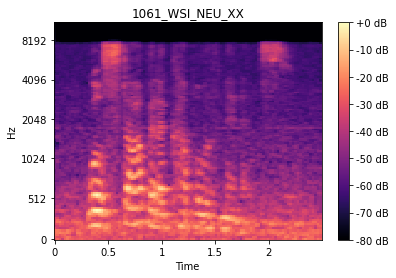 1061_WSI_NEU_XX
+0 dB
8192
-10 dB
4096
-20 dB
-30 dB
2048
Hz
-40 dB
1024
-50 dB
512
-60 dB
-70 dB
0
-80 dB
0 0.5 1 1.5 2
Time